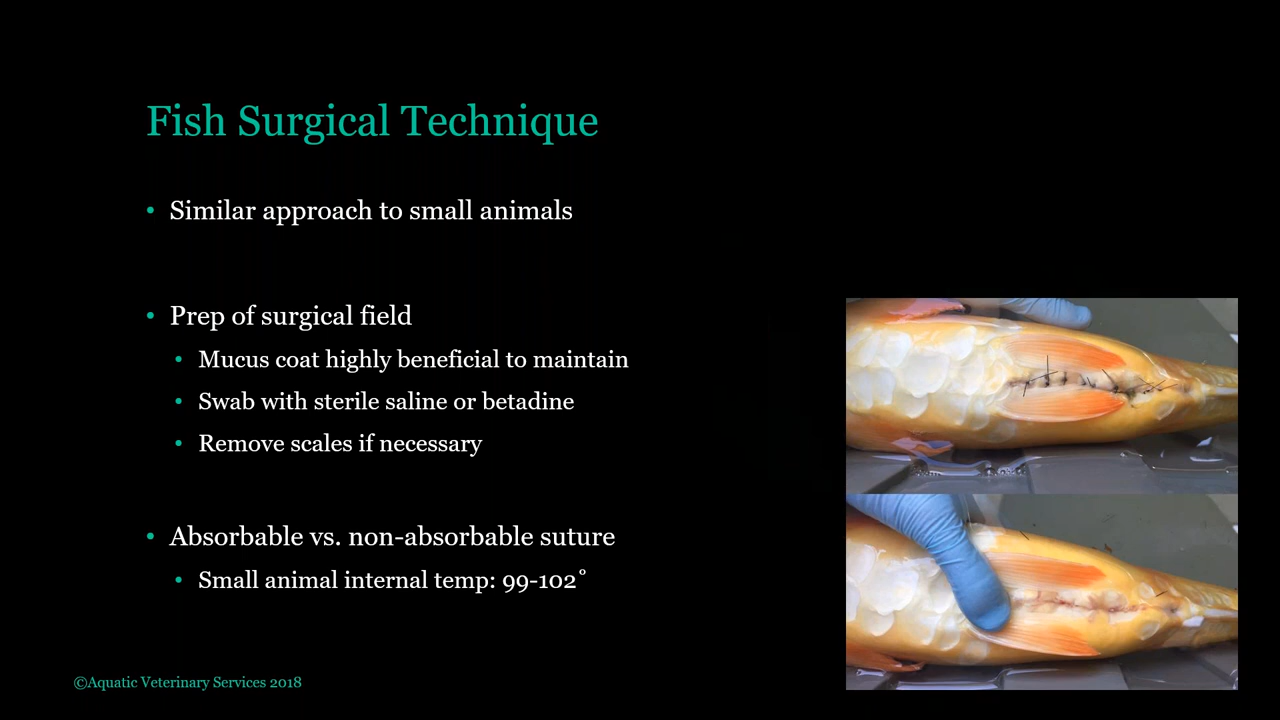 Fish Surgical Technique
• Similar approach to small animals
• Prep of surgical field
• Mucus coat highly beneficial to maintain
• Swab with sterile saline or betadine
• Remove scales if necessary
• Absorbable vs. non-absorbable suture
• Small animal internal temp: 99-102˚
©Aquatic Veterinary Services 2018